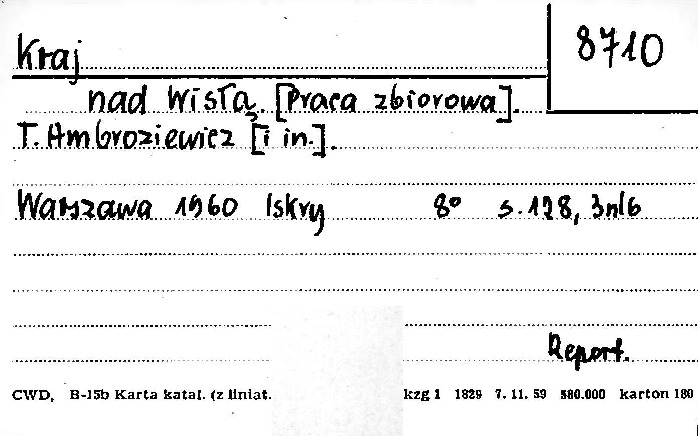 Kraj
8710
nad Wisłą. [Praca zbiorowa].
T. Ambroziewicz [i in.].
Warszawa 1960 Iskry 8° s. 128, 3nlb
Report.
CWD, B-15b Karta katal. (z liniat. kzg 1 1829 7. 11. 59 580.000 karton 180